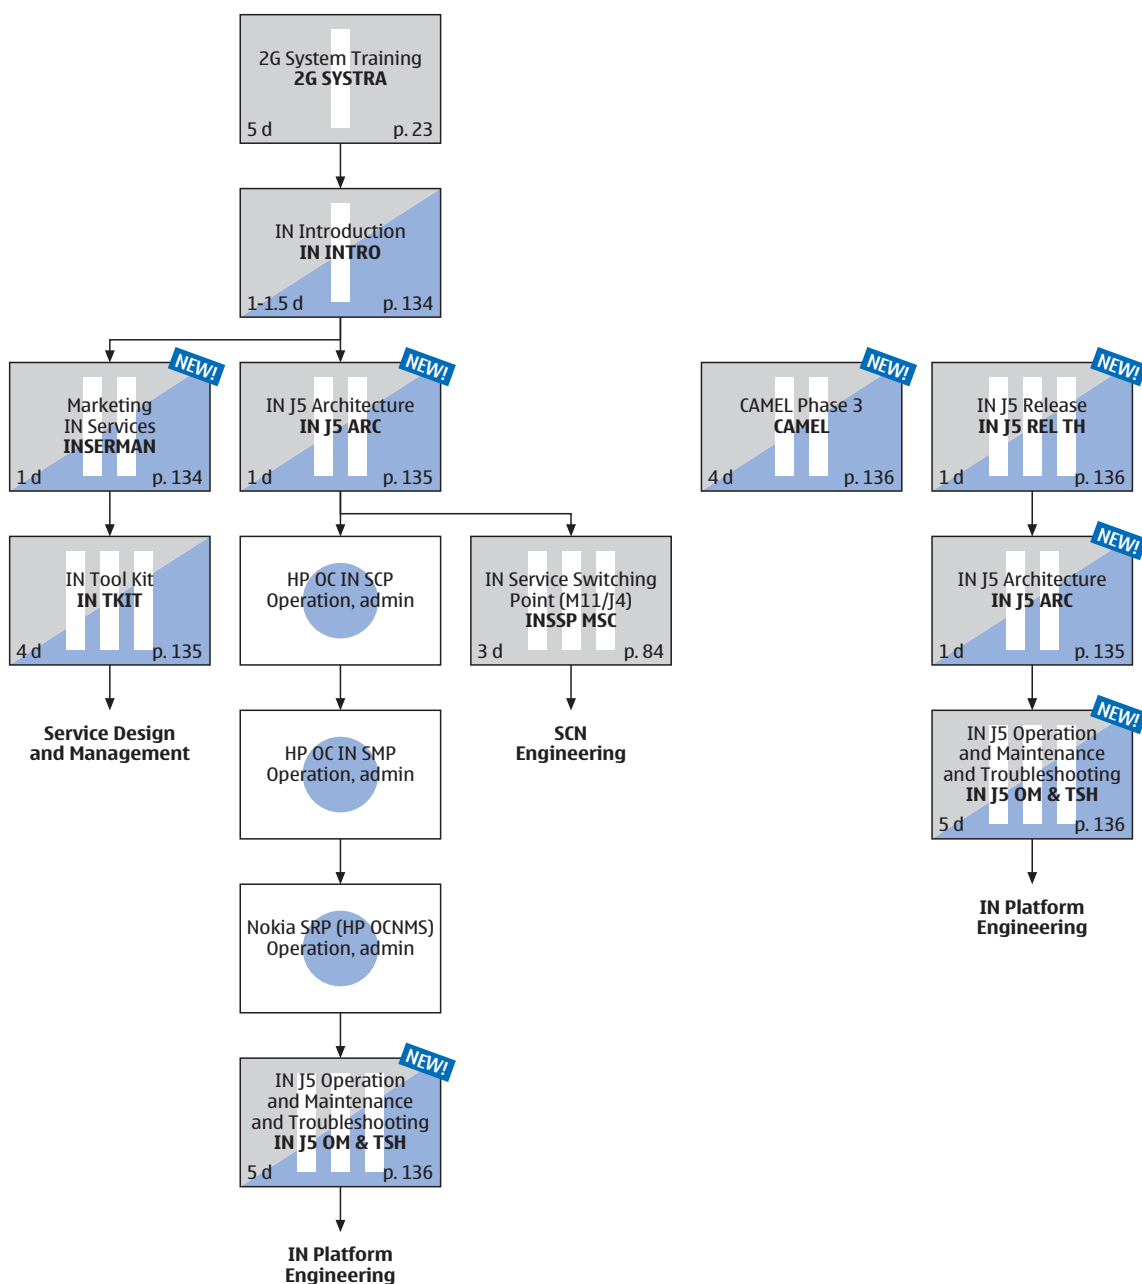 2G System Training
2G SYSTRA
5 d
p. 23
IN Introduction
IN INTRO
1-1.5 d
p. 134
NEW!
Marketing
IN Services
INSERMAN
1 d
p. 134
NEW!
IN J5 Architecture
IN J5 ARC
1 d
p. 135
NEW!
CAMEL Phase 3
CAMEL
4 d
p. 136
NEW!
IN J5 Release
IN J5 REL TH
1 d
p. 136
IN Tool Kit
IN TKIT
4 d
p. 135
HP OC IN SCP
Operation, admin
IN Service Switching
Point (M11/J4)
INSSP MSC
3 d
p. 84
NEW!
IN J5 Architecture
IN J5 ARC
1 d
p. 135
Service Design
and Management
HP OC IN SMP
Operation, admin
SCN
Engineering
NEW!
IN J5 Operation
and Maintenance
and Troubleshooting
IN J5 OM & TSH
5 d
p. 136
Nokia SRP (HP OCNMS)
Operation, admin
IN Platform
Engineering
NEW!
IN J5 Operation
and Maintenance
and Troubleshooting
IN J5 OM & TSH
5 d
p. 136
IN Platform
Engineering